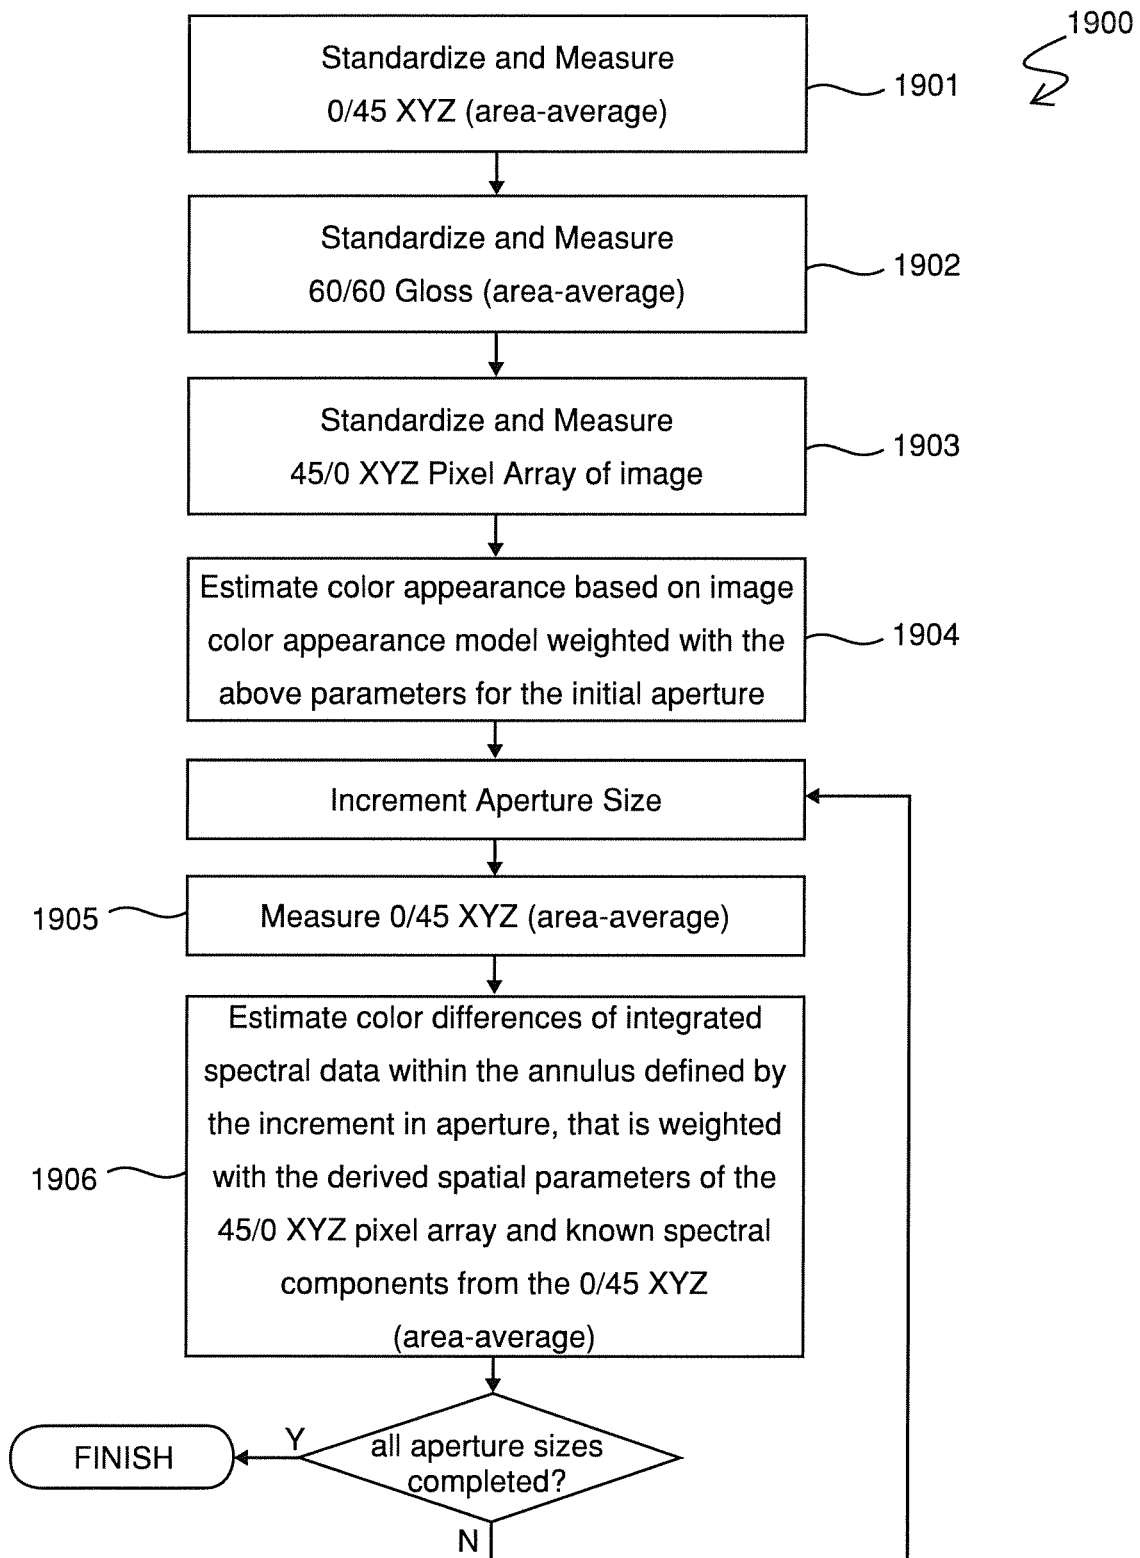 1900
Standardize and Measure
0/45 XYZ (area-average)
1901
Standardize and Measure
60/60 Gloss (area-average)
1902
Standardize and Measure
45/0 XYZ Pixel Array of image
1903
Estimate color appearance based on image
color appearance model weighted with the
above parameters for the initial aperture
1904
Increment Aperture Size
Measure 0/45 XYZ (area-average)
1905
Estimate color differences of integrated
spectral data within the annulus defined by
the increment in aperture, that is weighted
with the derived spatial parameters of the
45/0 XYZ pixel array and known spectral
components from the 0/45 XYZ
(area-average)
1906
all aperture sizes
completed?
Y
FINISH
N